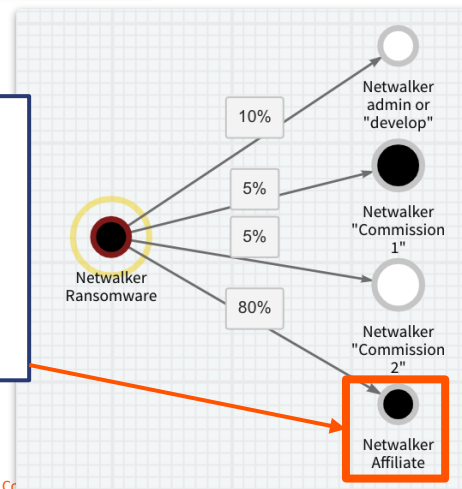 Netwalker
admin or
"develop"
10%
5%
Netwalker
"Commission
1"
5%
Netwalker
Ransomware
80%
Netwalker
"Commission
2"
Netwalker
Affiliate